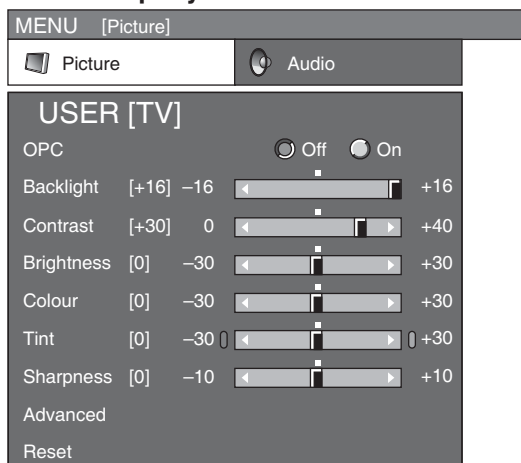 MENU [Picture]
Picture Audio
USER [TV]
OPC Off On
Backlight [+16] –16 +16
Contrast [+30] 0 +40
Brightness [0] –30 +30
Colour [0] –30 +30
Tint [0] –30 +30
Sharpness [0] –10 +10
Advanced
Reset